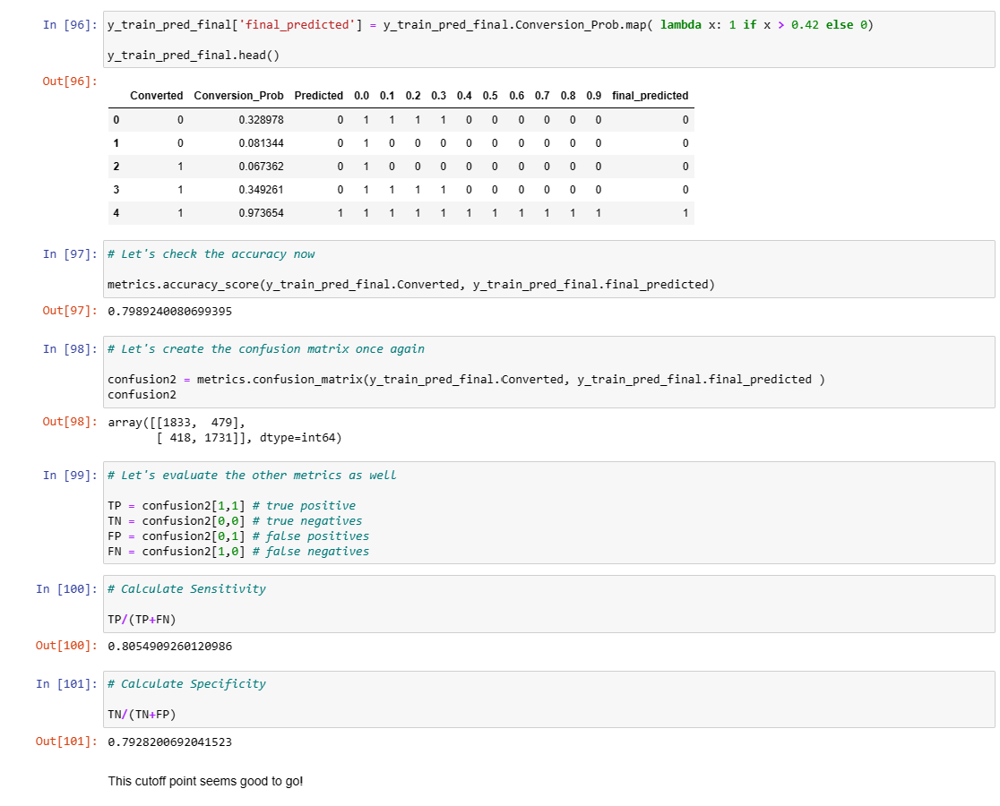 In [96]: y_train_pred_final['final_predicted'] = y_train_pred_final.Conversion_Prob.map( lambda x: 1 if x > 0.42 else 0)
y_train_pred_final.head()
Out[96]:
Converted Conversion_Prob Predicted 0.0 0.1 0.2 0.3 0.4 0.5 0.6 0.7 0.8 0.9 final_predicted
0 0 0.328978 0 1 1 1 1 0 0 0 0 0 0 0
1 0 0.081344 0 1 0 0 0 0 0 0 0 0 0 0
2 1 0.067362 0 1 0 0 0 0 0 0 0 0 0 0
3 1 0.349261 0 1 1 1 1 0 0 0 0 0 0 0
4 1 0.973654 1 1 1 1 1 1 1 1 1 1 1 1
In [97]: # Let's check the accuracy now
metrics.accuracy_score(y_train_pred_final.Converted, y_train_pred_final.final_predicted)
Out[97]: 0.7989240080699395
In [98]: # Let's create the confusion matrix once again
confusion2 = metrics.confusion_matrix(y_train_pred_final.Converted, y_train_pred_final.final_predicted )
confusion2
Out[98]: array([[1833,  479],
[ 418, 1731]], dtype=int64)
In [99]: # Let's evaluate the other metrics as well
TP = confusion2[1,1] # true positive
TN = confusion2[0,0] # true negatives
FP = confusion2[0,1] # false positives
FN = confusion2[1,0] # false negatives
In [100]: # Calculate Sensitivity
TP/(TP+FN)
Out[100]: 0.8054909260120986
In [101]: # Calculate Specificity
TN/(TN+FP)
Out[101]: 0.7928200692041523
This cutoff point seems good to go!